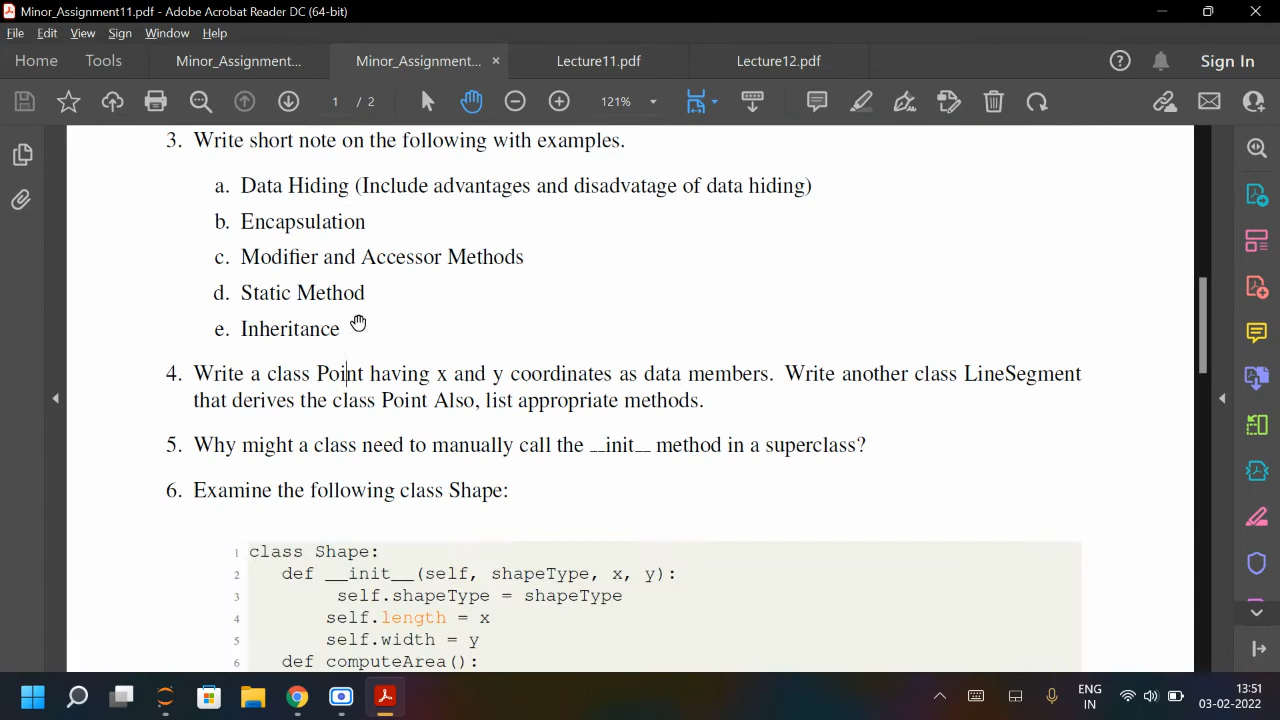 Minor_Assignment11.pdf - Adobe Acrobat Reader DC (64-bit)
File Edit View Sign Window Help
Home Tools Minor_Assignment... Minor_Assignment... × Lecture11.pdf Lecture12.pdf ? Sign In
1 / 2 121%
3. Write short note on the following with examples.
a. Data Hiding (Include advantages and disadvatage of data hiding)
b. Encapsulation
c. Modifier and Accessor Methods
d. Static Method
e. Inheritance
4. Write a class Point having x and y coordinates as data members. Write another class LineSegment
that derives the class Point Also, list appropriate methods.
5. Why might a class need to manually call the __init__ method in a superclass?
6. Examine the following class Shape:
1 class Shape:
2 def __init__(self, shapeType, x, y):
3 self.shapeType = shapeType
4 self.length = x
5 self.width = y
6 def computeArea():
ENG
IN
13:51
03-02-2022